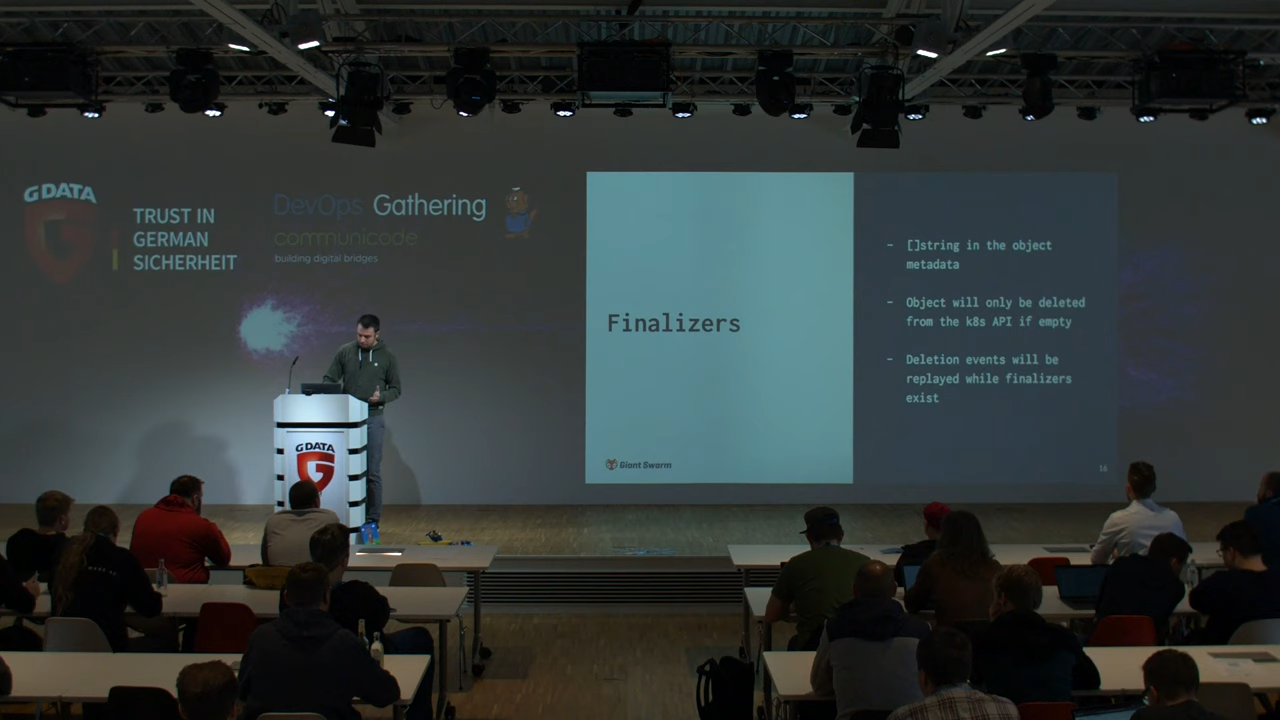 G DATA
TRUST IN
GERMAN
SICHERHEIT
DevOps Gathering
communicode
building digital bridges
Finalizers
Giant Swarm
- []string in the object
metadata
- Object will only be deleted
from the k8s API if empty
- Deletion events will be
replayed while finalizers
exist
16
G DATA